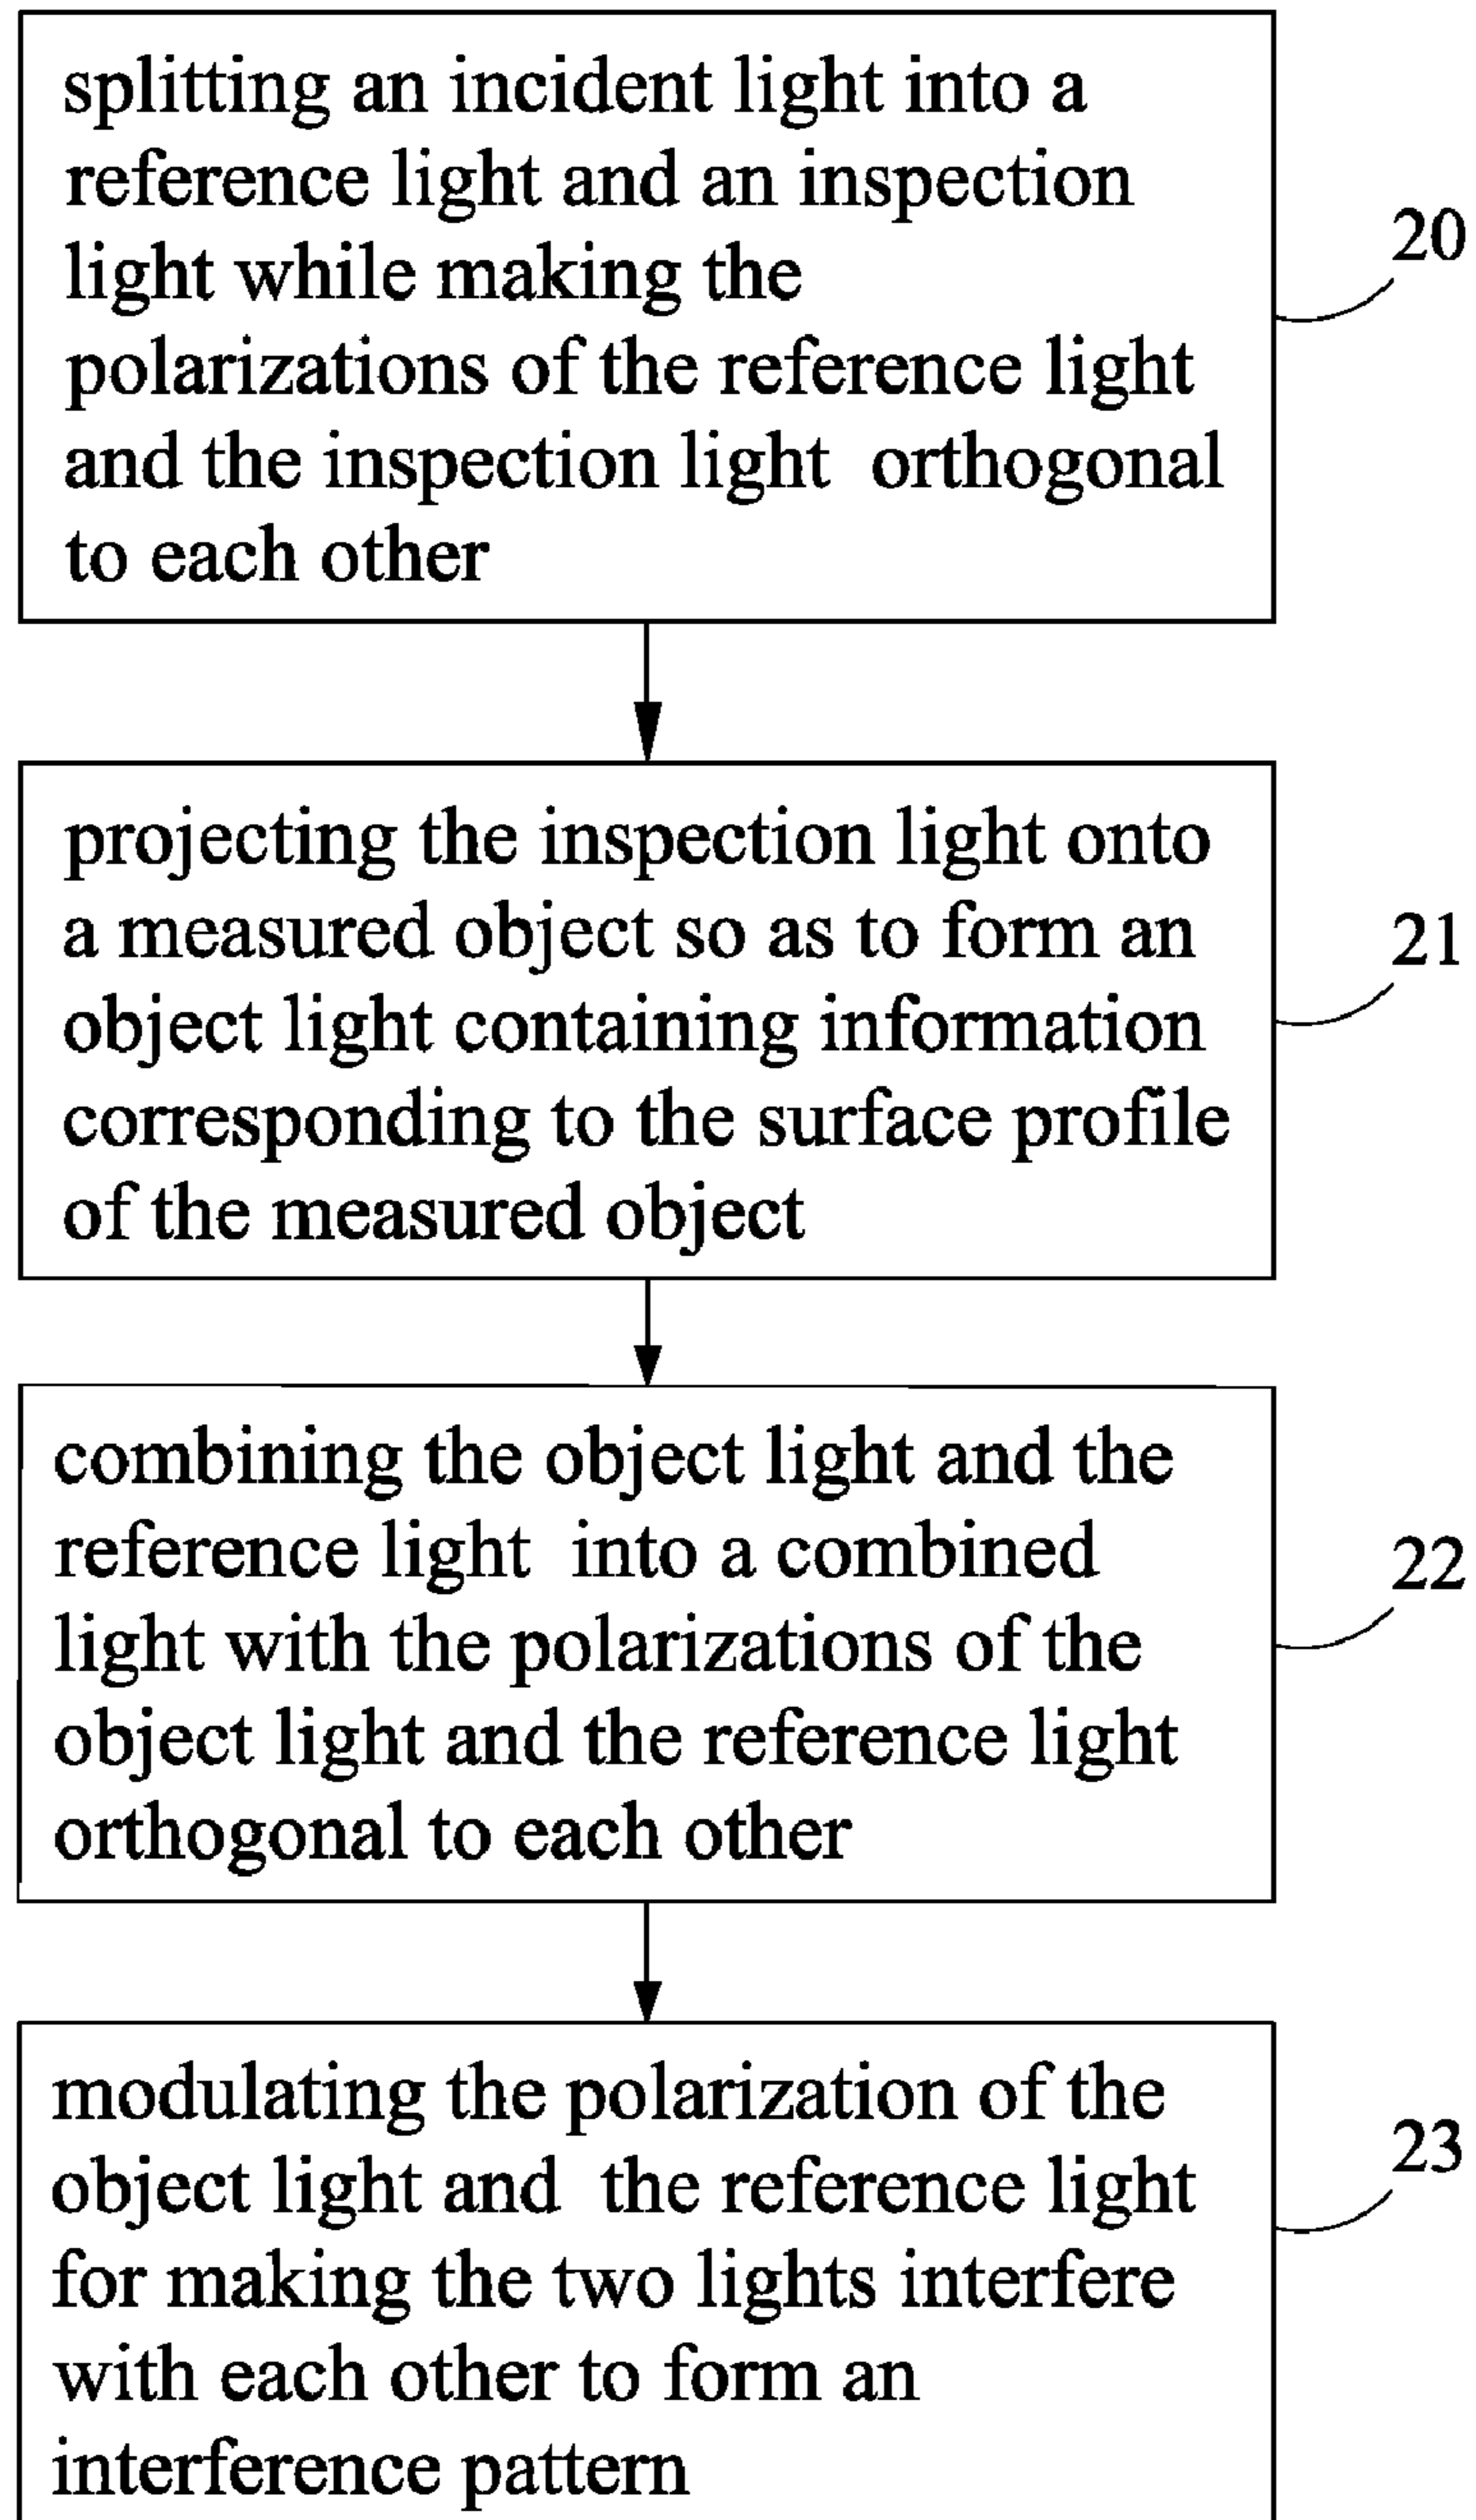 splitting an incident light into a
reference light and an inspection
light while making the
polarizations of the reference light
and the inspection light orthogonal
to each other
20
projecting the inspection light onto
a measured object so as to form an
object light containing information
corresponding to the surface profile
of the measured object
21
combining the object light and the
reference light into a combined
light with the polarizations of the
object light and the reference light
orthogonal to each other
22
modulating the polarization of the
object light and the reference light
for making the two lights interfere
with each other to form an
interference pattern
23